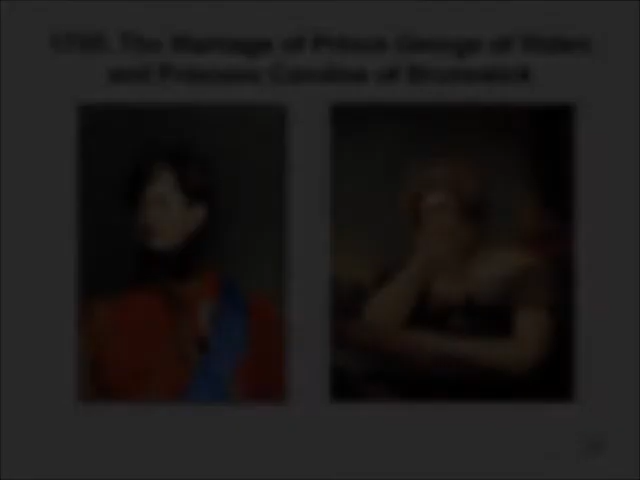 1795: The Marriage of Prince George of Wales
and Princess Caroline of Brunswick